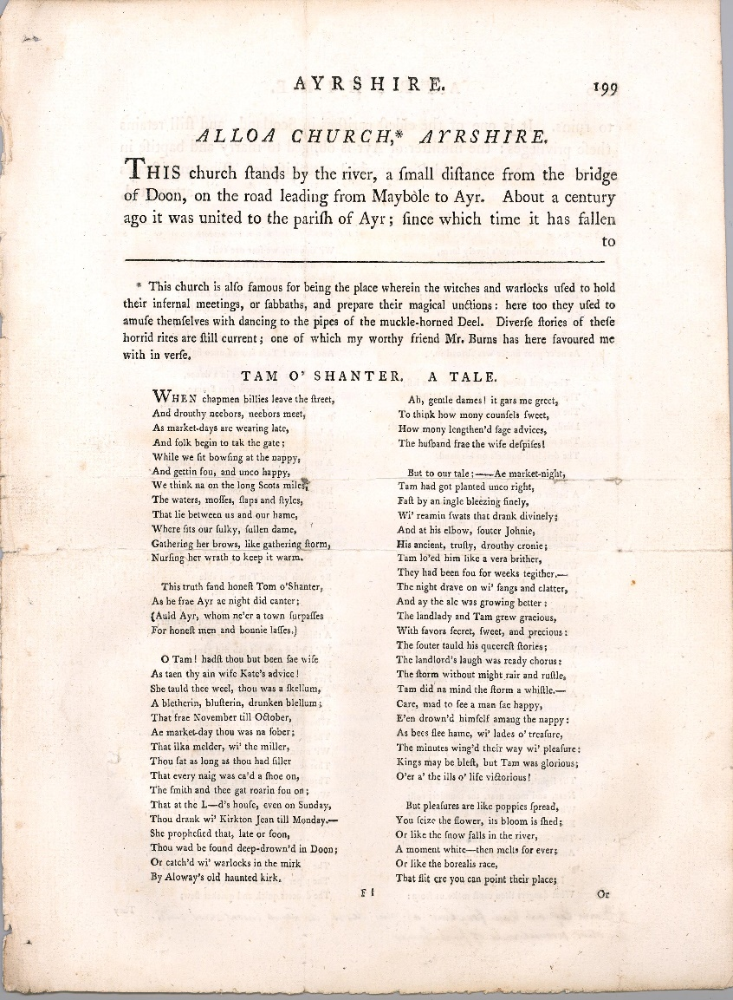 AYRSHIRE. 199
ALLOA CHURCH,* AYRSHIRE.
THIS church ſtands by the river, a ſmall diſtance from the bridge
of Doon, on the road leading from Maybòle to Ayr. About a century
ago it was united to the pariſh of Ayr; ſince which time it has fallen
to
* This church is alſo famous for being the place wherein the witches and warlocks uſed to hold
their infernal meetings, or ſabbaths, and prepare their magical unctions: here too they uſed to
amuſe themſelves with dancing to the pipes of the muckle-horned Deel. Diverſe ſtories of theſe
horrid rites are ſtill current; one of which my worthy friend Mr. Burns has here favoured me
with in verſe.
TAM O' SHANTER. A TALE.
WHEN chapmen billies leave the ſtreet,
And drouthy neebors, neebors meet,
As market-days are wearing late,
And folk begin to tak the gate;
While we ſit bowſing at the nappy,
And gettin fou, and unco happy,
We think na on the long Scots miles,
The waters, moſſes, ſlaps and ſtyles,
That lie between us and our hame,
Where ſits our ſulky, ſullen dame,
Gathering her brows, like gathering ſtorm,
Nurſing her wrath to keep it warm.
This truth fand honeſt Tom o'Shanter,
As he frae Ayr ae night did canter;
(Auld Ayr, whom ne'er a town ſurpaſſes
For honeſt men and bonnie laſſes.)
O Tam! hadſt thou but been ſae wiſe
As taen thy ain wife Kate's advice!
She tauld thee weel, thou was a ſkellum,
A bletherin, bluſterin, drunken blellum;
That frae November till October,
Ae market-day thou was na ſober;
That ilka melder, wi' the miller,
Thou ſat as long as thou had ſiller
That every naig was ca'd a ſhoe on,
The ſmith and thee gat roarin fou on;
That at the L—d's houſe, even on Sunday,
Thou drank wi' Kirkton Jean till Monday.—
She propheſied that, late or ſoon,
Thou wad be found deep-drown'd in Doon;
Or catch'd wi' warlocks in the mirk
By Aloway's old haunted kirk.
Ah, gentle dames! it gars me greet,
To think how mony counſels ſweet,
How mony lengthen'd ſage advices,
The huſband frae the wife deſpiſes!
But to our tale;——Ae market-night,
Tam had got planted unco right,
Faſt by an ingle bleezing finely,
Wi' reamin ſwats that drank divinely;
And at his elbow, ſouter Johnie,
His ancient, truſty, drouthy cronie;
Tam lo'ed him like a vera brither,
They had been fou for weeks tegither.—
The night drave on wi' ſangs and clatter,
And ay the ale was growing better:
The landlady and Tam grew gracious,
With favors ſecret, ſweet, and precious:
The ſouter tauld his queereſt ſtories;
The landlord's laugh was ready chorus:
The ſtorm without might rair and ruſtle,
Tam did na mind the ſtorm a whiſtle.—
Care, mad to ſee a man ſae happy,
E'en drown'd himſelf amang the nappy:
As bees flee hame, wi' lades o' treaſure,
The minutes wing'd their way wi' pleaſure:
Kings may be bleſt, but Tam was glorious;
O'er a' the ills o' life victorious!
But pleaſures are like poppies ſpread,
You ſeize the flower, its bloom is ſhed;
Or like the ſnow falls in the river,
A moment white—then melts for ever;
Or like the borealis race,
That flit ere you can point their place;
F f Or